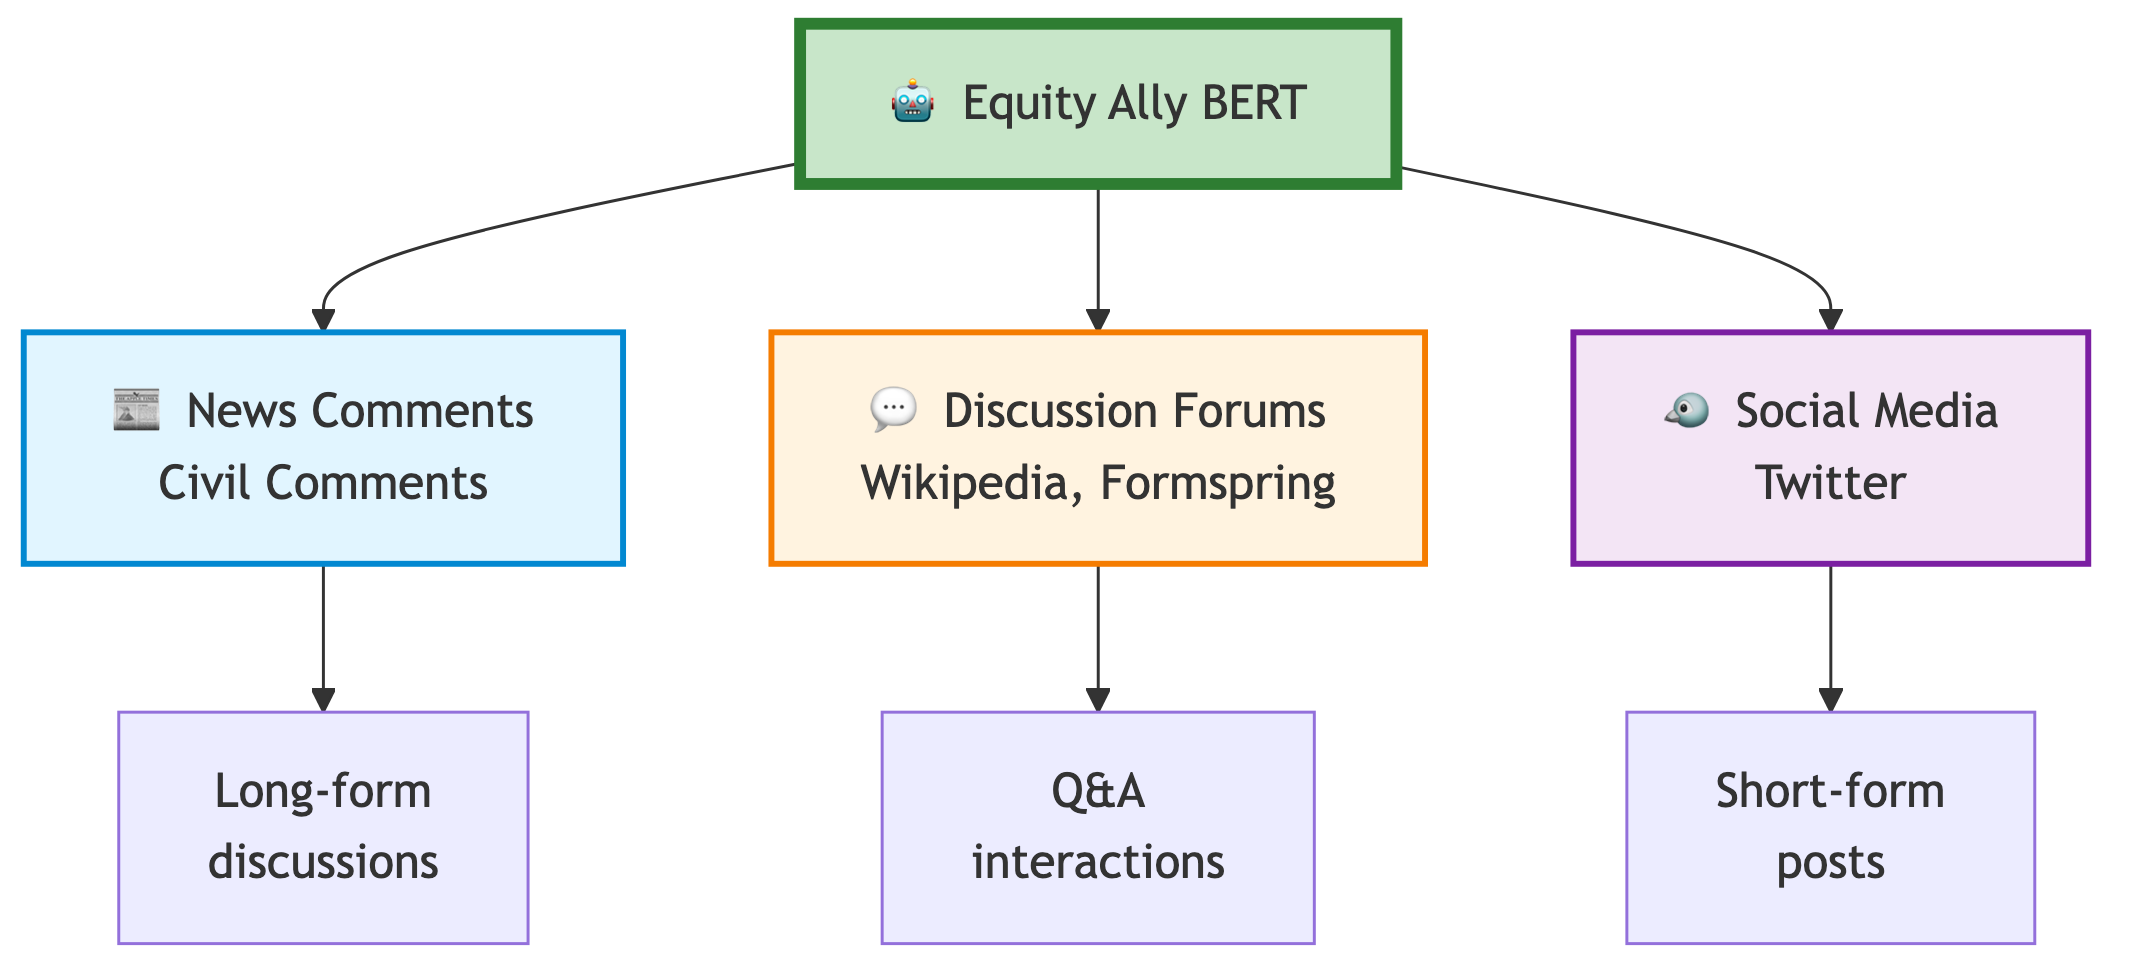 Equity Ally BERT
News Comments
Civil Comments
Discussion Forums
Wikipedia, Formspring
Social Media
Twitter
Long-form
discussions
Q&A
interactions
Short-form
posts